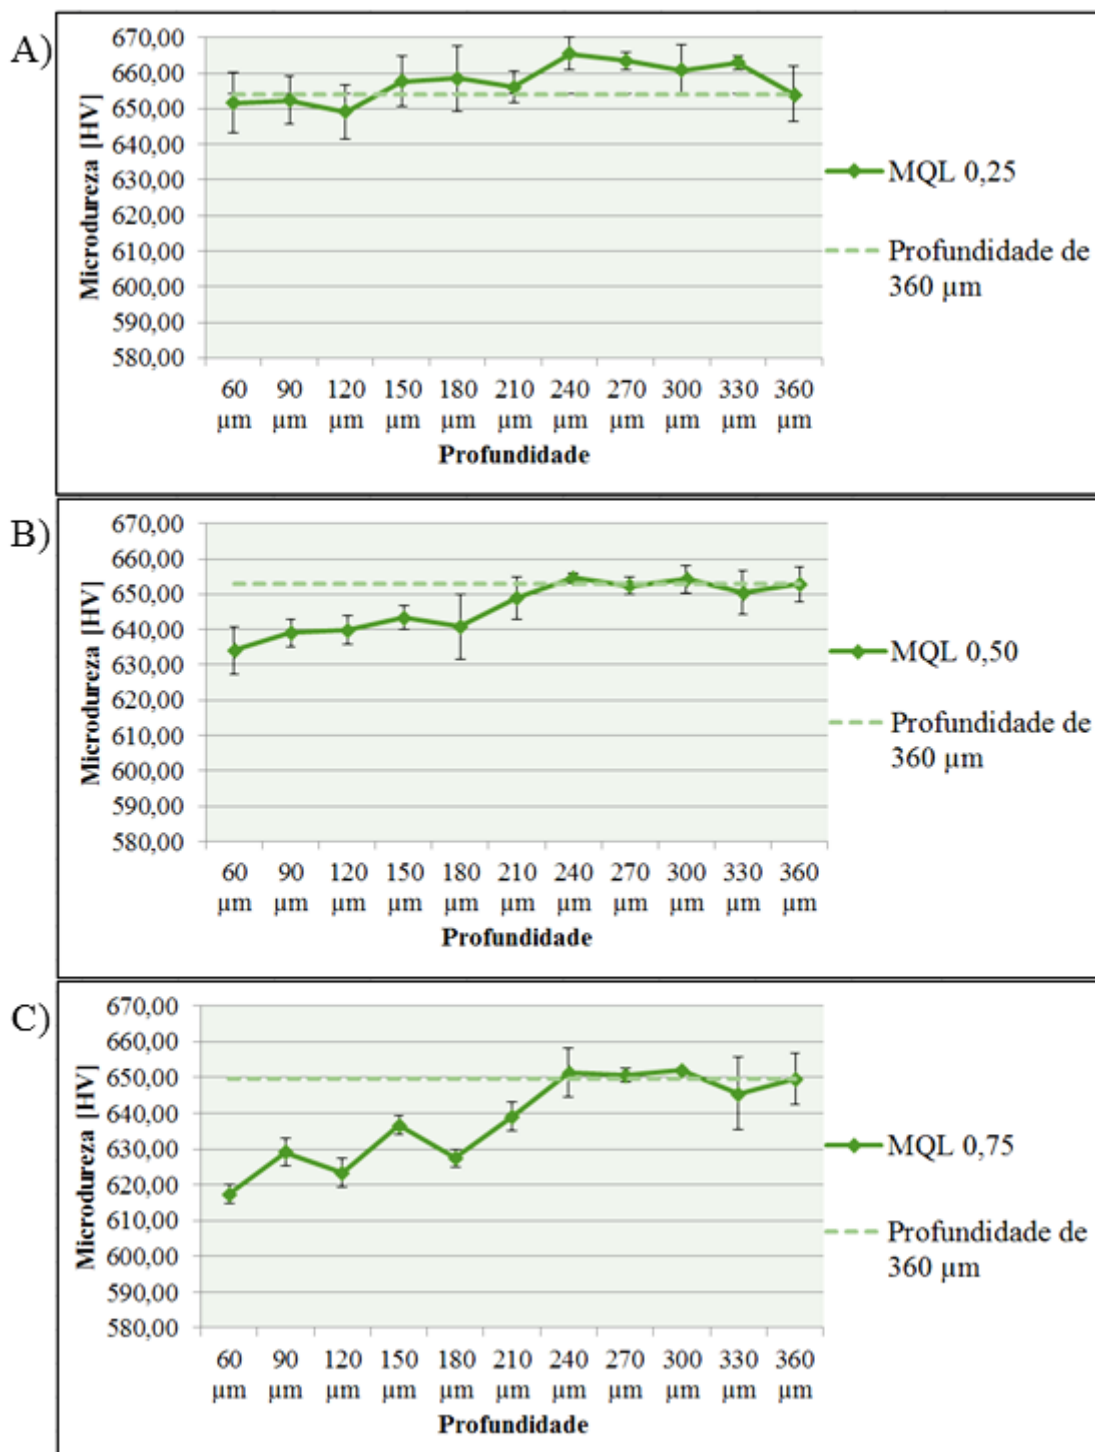 A)
670,00
660,00
650,00
640,00
630,00
620,00
610,00
600,00
590,00
580,00
Microdureza [HV]
60 90 120 150 180 210 240 270 300 330 360
µm µm µm µm µm µm µm µm µm µm µm
Profundidade
MQL 0,25
Profundidade de
360 µm
B)
670,00
660,00
650,00
640,00
630,00
620,00
610,00
600,00
590,00
580,00
Microdureza [HV]
60 90 120 150 180 210 240 270 300 330 360
µm µm µm µm µm µm µm µm µm µm µm
Profundidade
MQL 0,50
Profundidade de
360 µm
C)
670,00
660,00
650,00
640,00
630,00
620,00
610,00
600,00
590,00
580,00
Microdureza [HV]
60 90 120 150 180 210 240 270 300 330 360
µm µm µm µm µm µm µm µm µm µm µm
Profundidade
MQL 0,75
Profundidade de
360 µm